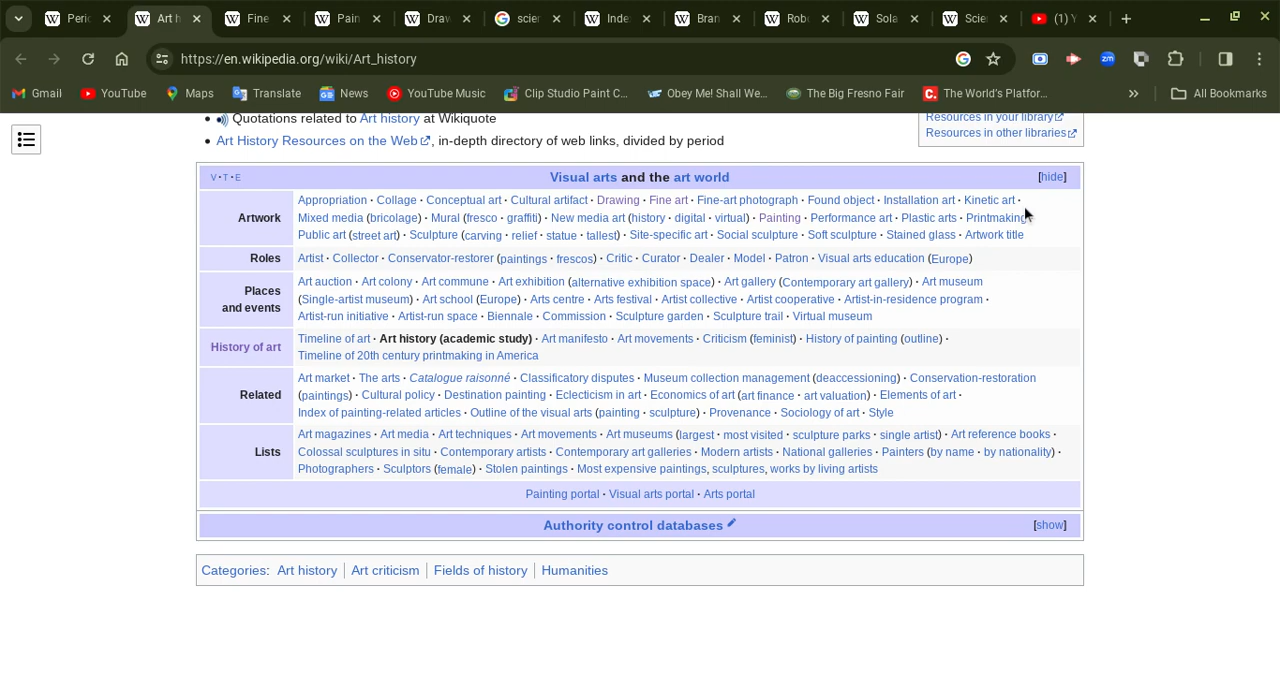 Peric
Art h
Fine
Pain
Drav
scier
Inde
Bran
Robc
Sola
Scie
(1) Y
https://en.wikipedia.org/wiki/Art_history
Gmail
YouTube
Maps
Translate
News
YouTube Music
Clip Studio Paint C...
Obey Me! Shall We...
The Big Fresno Fair
The World's Platfor...
»
All Bookmarks
• Quotations related to Art history at Wikiquote
• Art History Resources on the Web, in-depth directory of web links, divided by period
Resources in your library
Resources in other libraries
V·T·E
Visual arts and the art world
[hide]
Artwork
Appropriation · Collage · Conceptual art · Cultural artifact · Drawing · Fine art · Fine-art photograph · Found object · Installation art · Kinetic art ·
Mixed media (bricolage) · Mural (fresco · graffiti) · New media art (history · digital · virtual) · Painting · Performance art · Plastic arts · Printmaking
Public art (street art) · Sculpture (carving · relief · statue · tallest) · Site-specific art · Social sculpture · Soft sculpture · Stained glass · Artwork title
Roles
Artist · Collector · Conservator-restorer (paintings · frescos) · Critic · Curator · Dealer · Model · Patron · Visual arts education (Europe)
Places
and events
Art auction · Art colony · Art commune · Art exhibition (alternative exhibition space) · Art gallery (Contemporary art gallery) · Art museum
(Single-artist museum) · Art school (Europe) · Arts centre · Arts festival · Artist collective · Artist cooperative · Artist-in-residence program ·
Artist-run initiative · Artist-run space · Biennale · Commission · Sculpture garden · Sculpture trail · Virtual museum
History of art
Timeline of art · Art history (academic study) · Art manifesto · Art movements · Criticism (feminist) · History of painting (outline) ·
Timeline of 20th century printmaking in America
Related
Art market · The arts · Catalogue raisonné · Classificatory disputes · Museum collection management (deaccessioning) · Conservation-restoration
(paintings) · Cultural policy · Destination painting · Eclecticism in art · Economics of art (art finance · art valuation) · Elements of art ·
Index of painting-related articles · Outline of the visual arts (painting · sculpture) · Provenance · Sociology of art · Style
Lists
Art magazines · Art media · Art techniques · Art movements · Art museums (largest · most visited · sculpture parks · single artist) · Art reference books ·
Colossal sculptures in situ · Contemporary artists · Contemporary art galleries · Modern artists · National galleries · Painters (by name · by nationality) ·
Photographers · Sculptors (female) · Stolen paintings · Most expensive paintings, sculptures, works by living artists
Painting portal · Visual arts portal · Arts portal
Authority control databases
[show]
Categories: Art history | Art criticism | Fields of history | Humanities